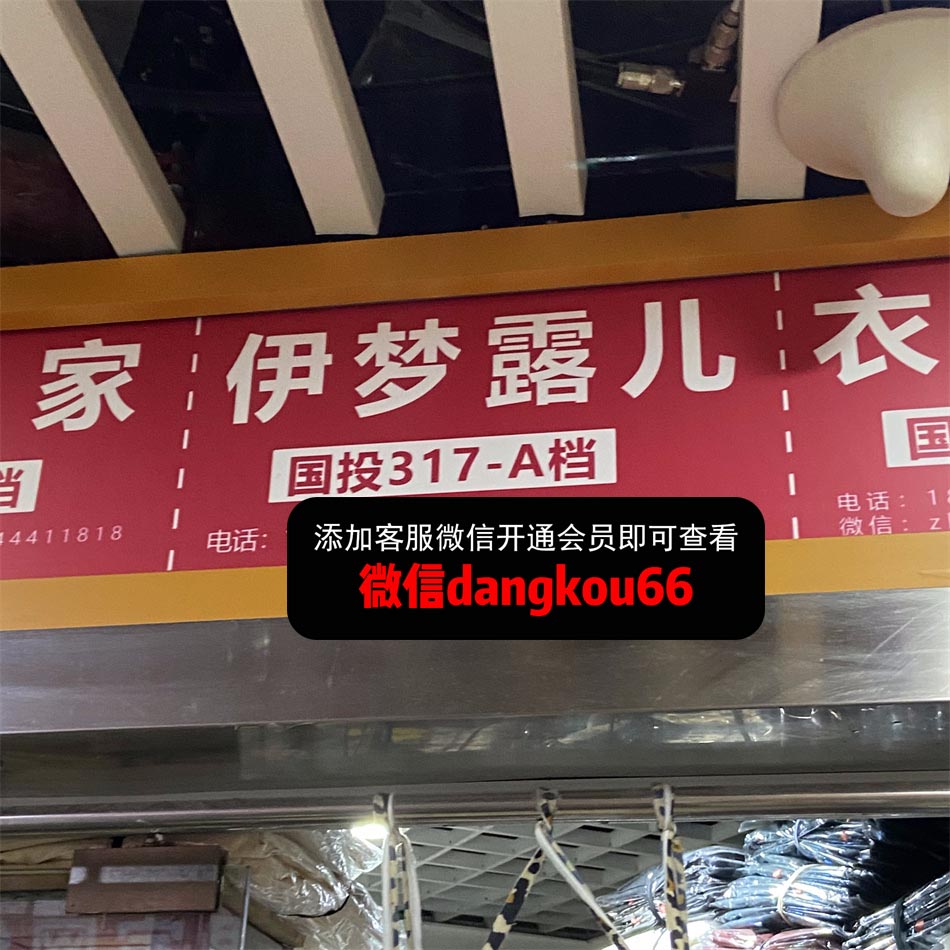 家
档
44411818
伊梦露儿
国投317-A档
电话：
添加客服微信开通会员即可查看
微信dangkou66
衣
国
电话：1
微信：z